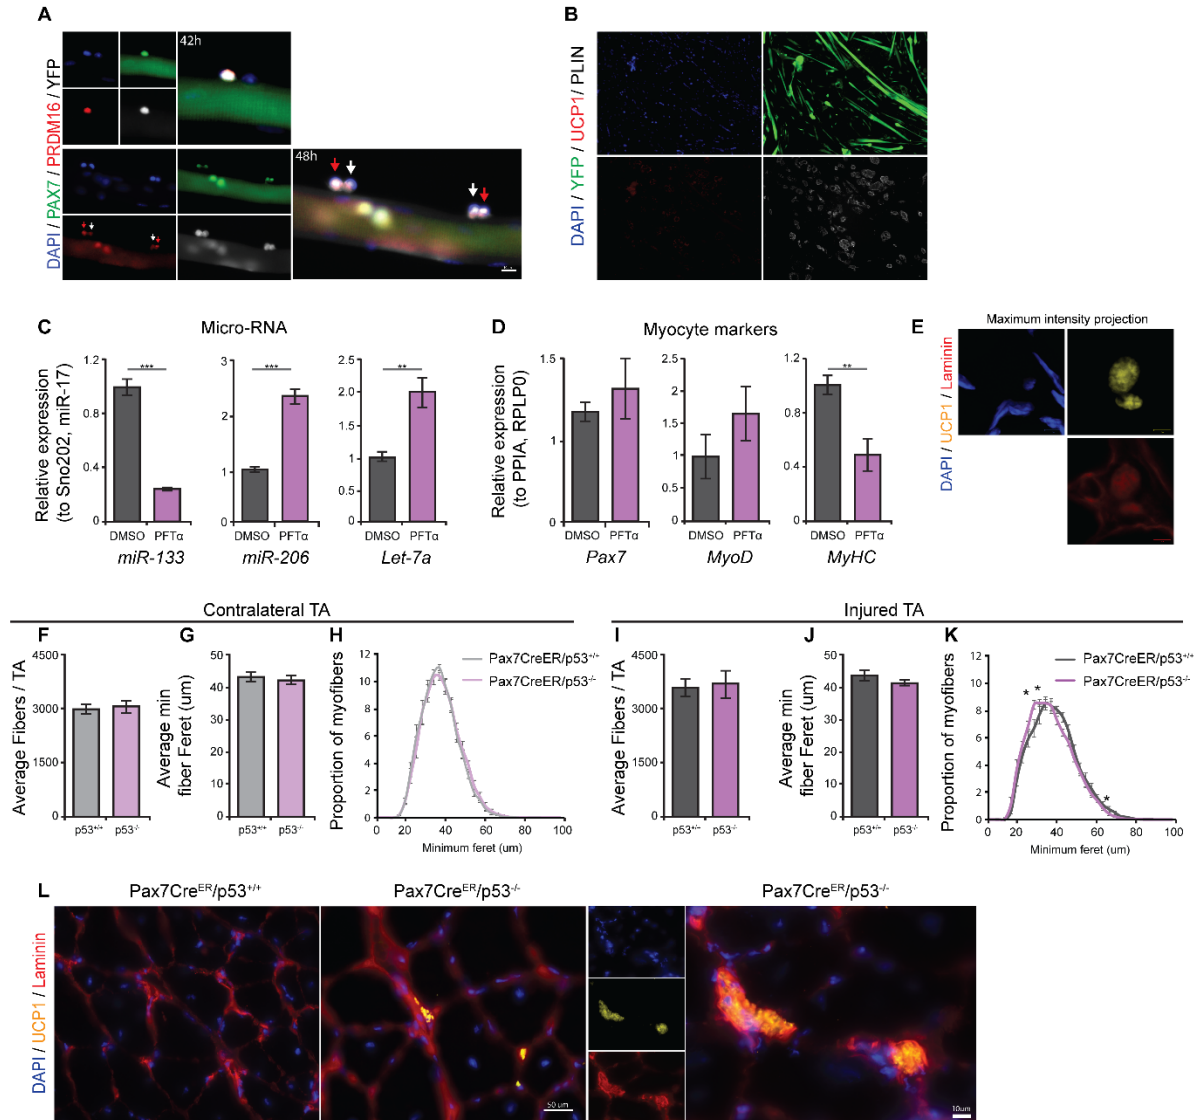 A
DAPI / PAX7 / PRDM16 / YFP
42h
48h
B
DAPI / YFP / UCP1/ PLIN
C
Micro-RNA
Relative expression
(to Sno202, miR-17)
1.2
0.8
0.4
0
***
DMSO PFTα
miR-133
3
2
1
0
***
DMSO PFTα
miR-206
2.5
2.0
1.5
1.0
0.5
0
**
DMSO PFTα
Let-7a
D
Myocyte markers
Relative expression
(to PPIA, RPLP0)
1.5
1
0
DMSO PFTα
Pax7
2.5
2.0
1.5
1.0
0.5
0
DMSO PFTα
MyoD
1.2
0.8
0.4
0
**
DMSO PFTα
MyHC
E
Maximum intensity projection
DAPI / UCP1 / Laminin
Contralateral TA
F
Average Fibers / TA
4500
3000
1500
0
p53+/+ p53-/-
G
Average min
fiber Feret (um)
50
40
30
20
10
0
p53+/+ p53-/-
H
Proportion of myofibers
12
10
8
6
4
2
0
0 20 40 60 80 100
Minimum feret (um)
Pax7CreER/p53+/+
Pax7CreER/p53-/-
Injured TA
I
Average Fibers / TA
4500
3000
1500
0
p53+/+ p53-/-
J
Average min
fiber Feret (um)
50
40
30
20
10
0
p53+/+ p53-/-
K
Proportion of myofibers
12
10
8
6
4
2
0
0 20 40 60 80 100
Minimum feret (um)
* *
*
Pax7CreER/p53+/+
Pax7CreER/p53-/-
L
Pax7CreER/p53+/+
Pax7CreER/p53-/-
Pax7CreER/p53-/-
DAPI / UCP1 / Laminin
50 um
10um